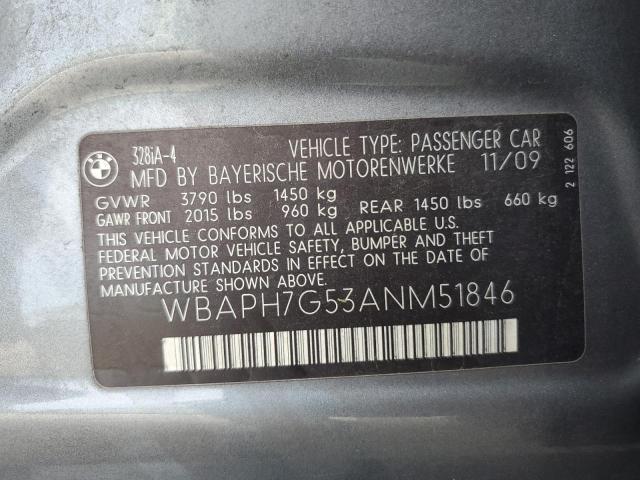 BMW
328iA-4 VEHICLE TYPE: PASSENGER CAR
MFD BY BAYERISCHE MOTORENWERKE 11/09
GVWR 3790 lbs 1450 kg
GAWR FRONT 2015 lbs 960 kg REAR 1450 lbs 660 kg
THIS VEHICLE CONFORMS TO ALL APPLICABLE U.S.
FEDERAL MOTOR VEHICLE SAFETY, BUMPER AND THEFT
PREVENTION STANDARDS IN EFFECT ON THE DATE OF
MANUFACTURE SHOWN ABOVE.
WBAPH7G53ANM51846
2 122 606